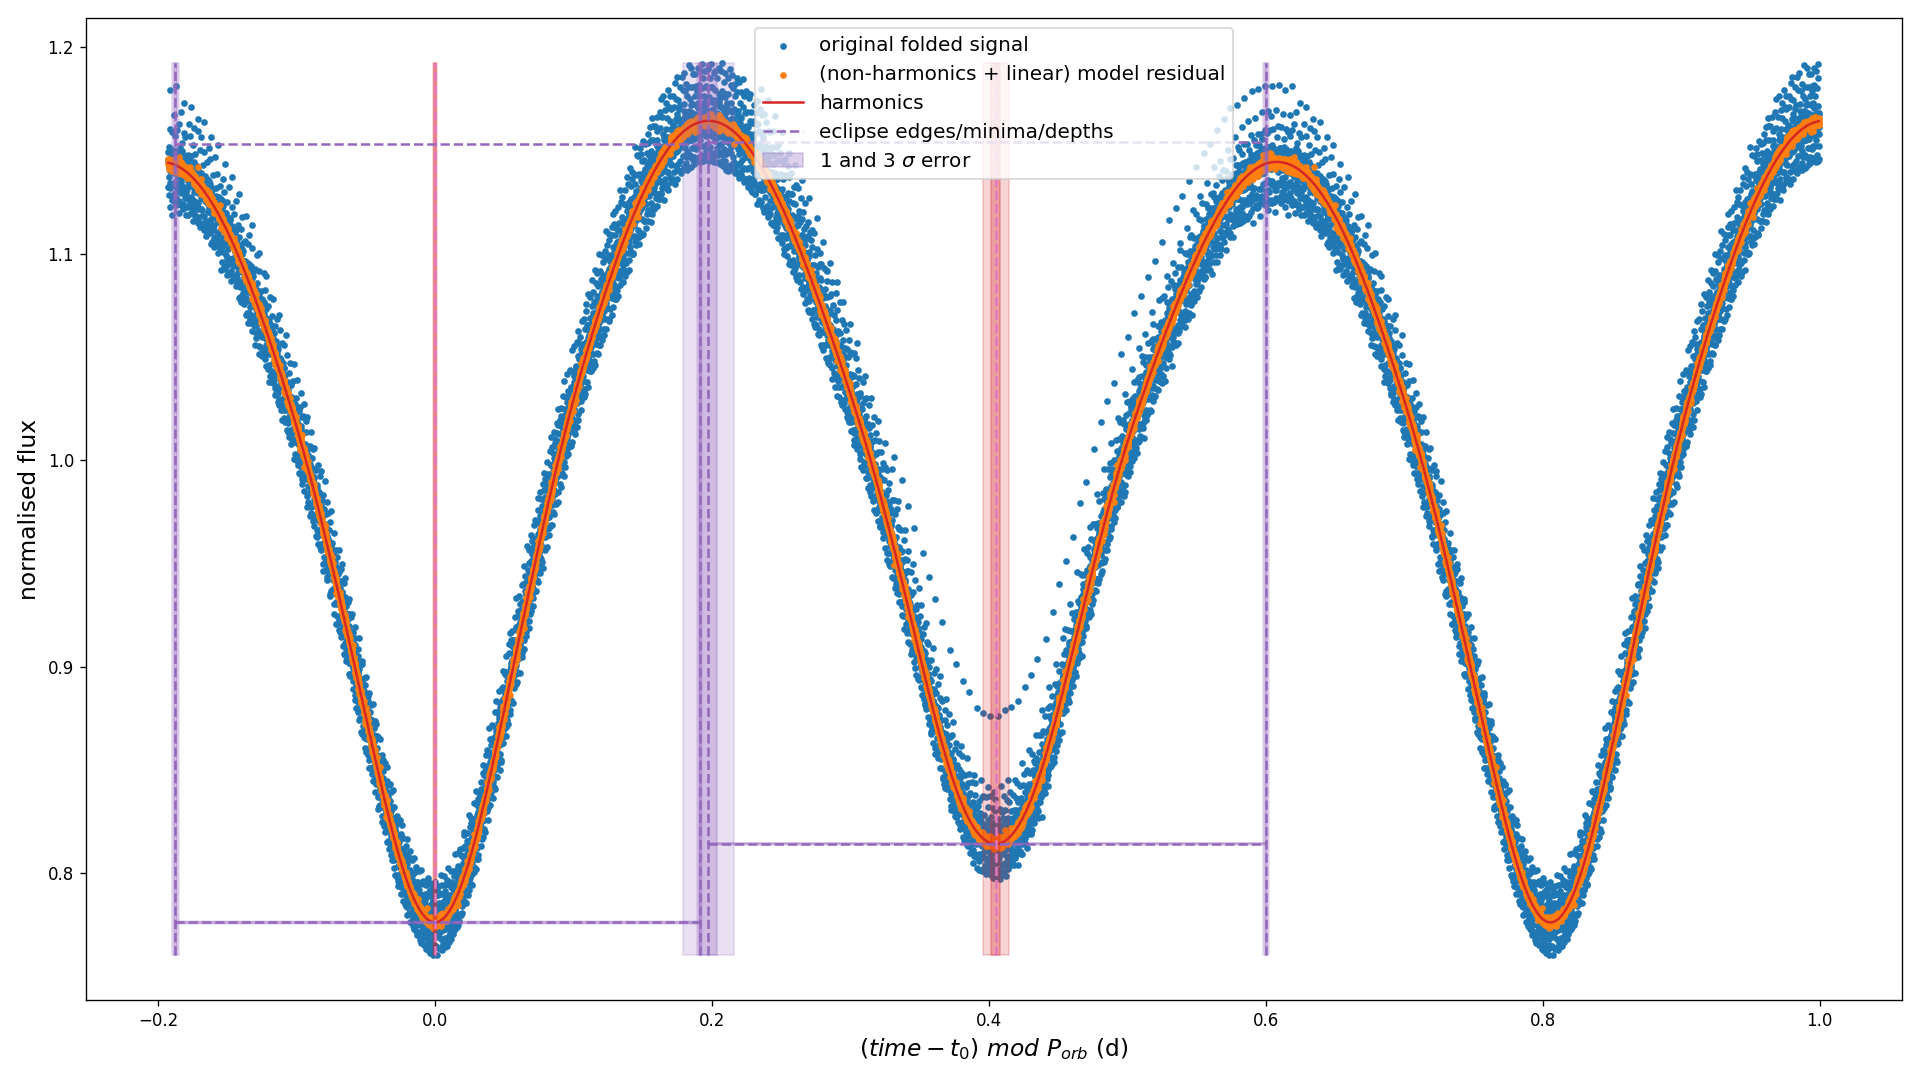 original folded signal
(non-harmonics + linear) model residual
harmonics
eclipse edges/minima/depths
1 and 3 σ error
normalised flux
1.2
1.1
1.0
0.9
0.8
−0.2 0.0 0.2 0.4 0.6 0.8 1.0
(time − t₀) mod Pₒᵣb (d)